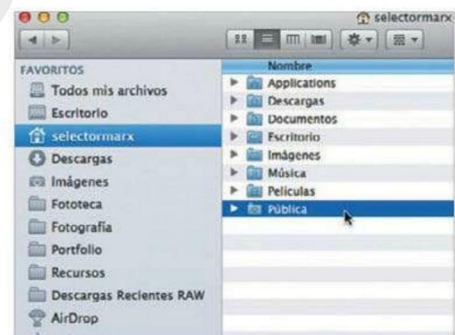 selectormarx
FAVORITOS
Todos mis archivos
Escritorio
selectormarx
Descargas
Imágenes
Fototeca
Fotografía
Portfolio
Recursos
Descargas Recientes RAW
AirDrop
Nombre
Applications
Descargas
Documentos
Escritorio
Imágenes
Música
Películas
Pública